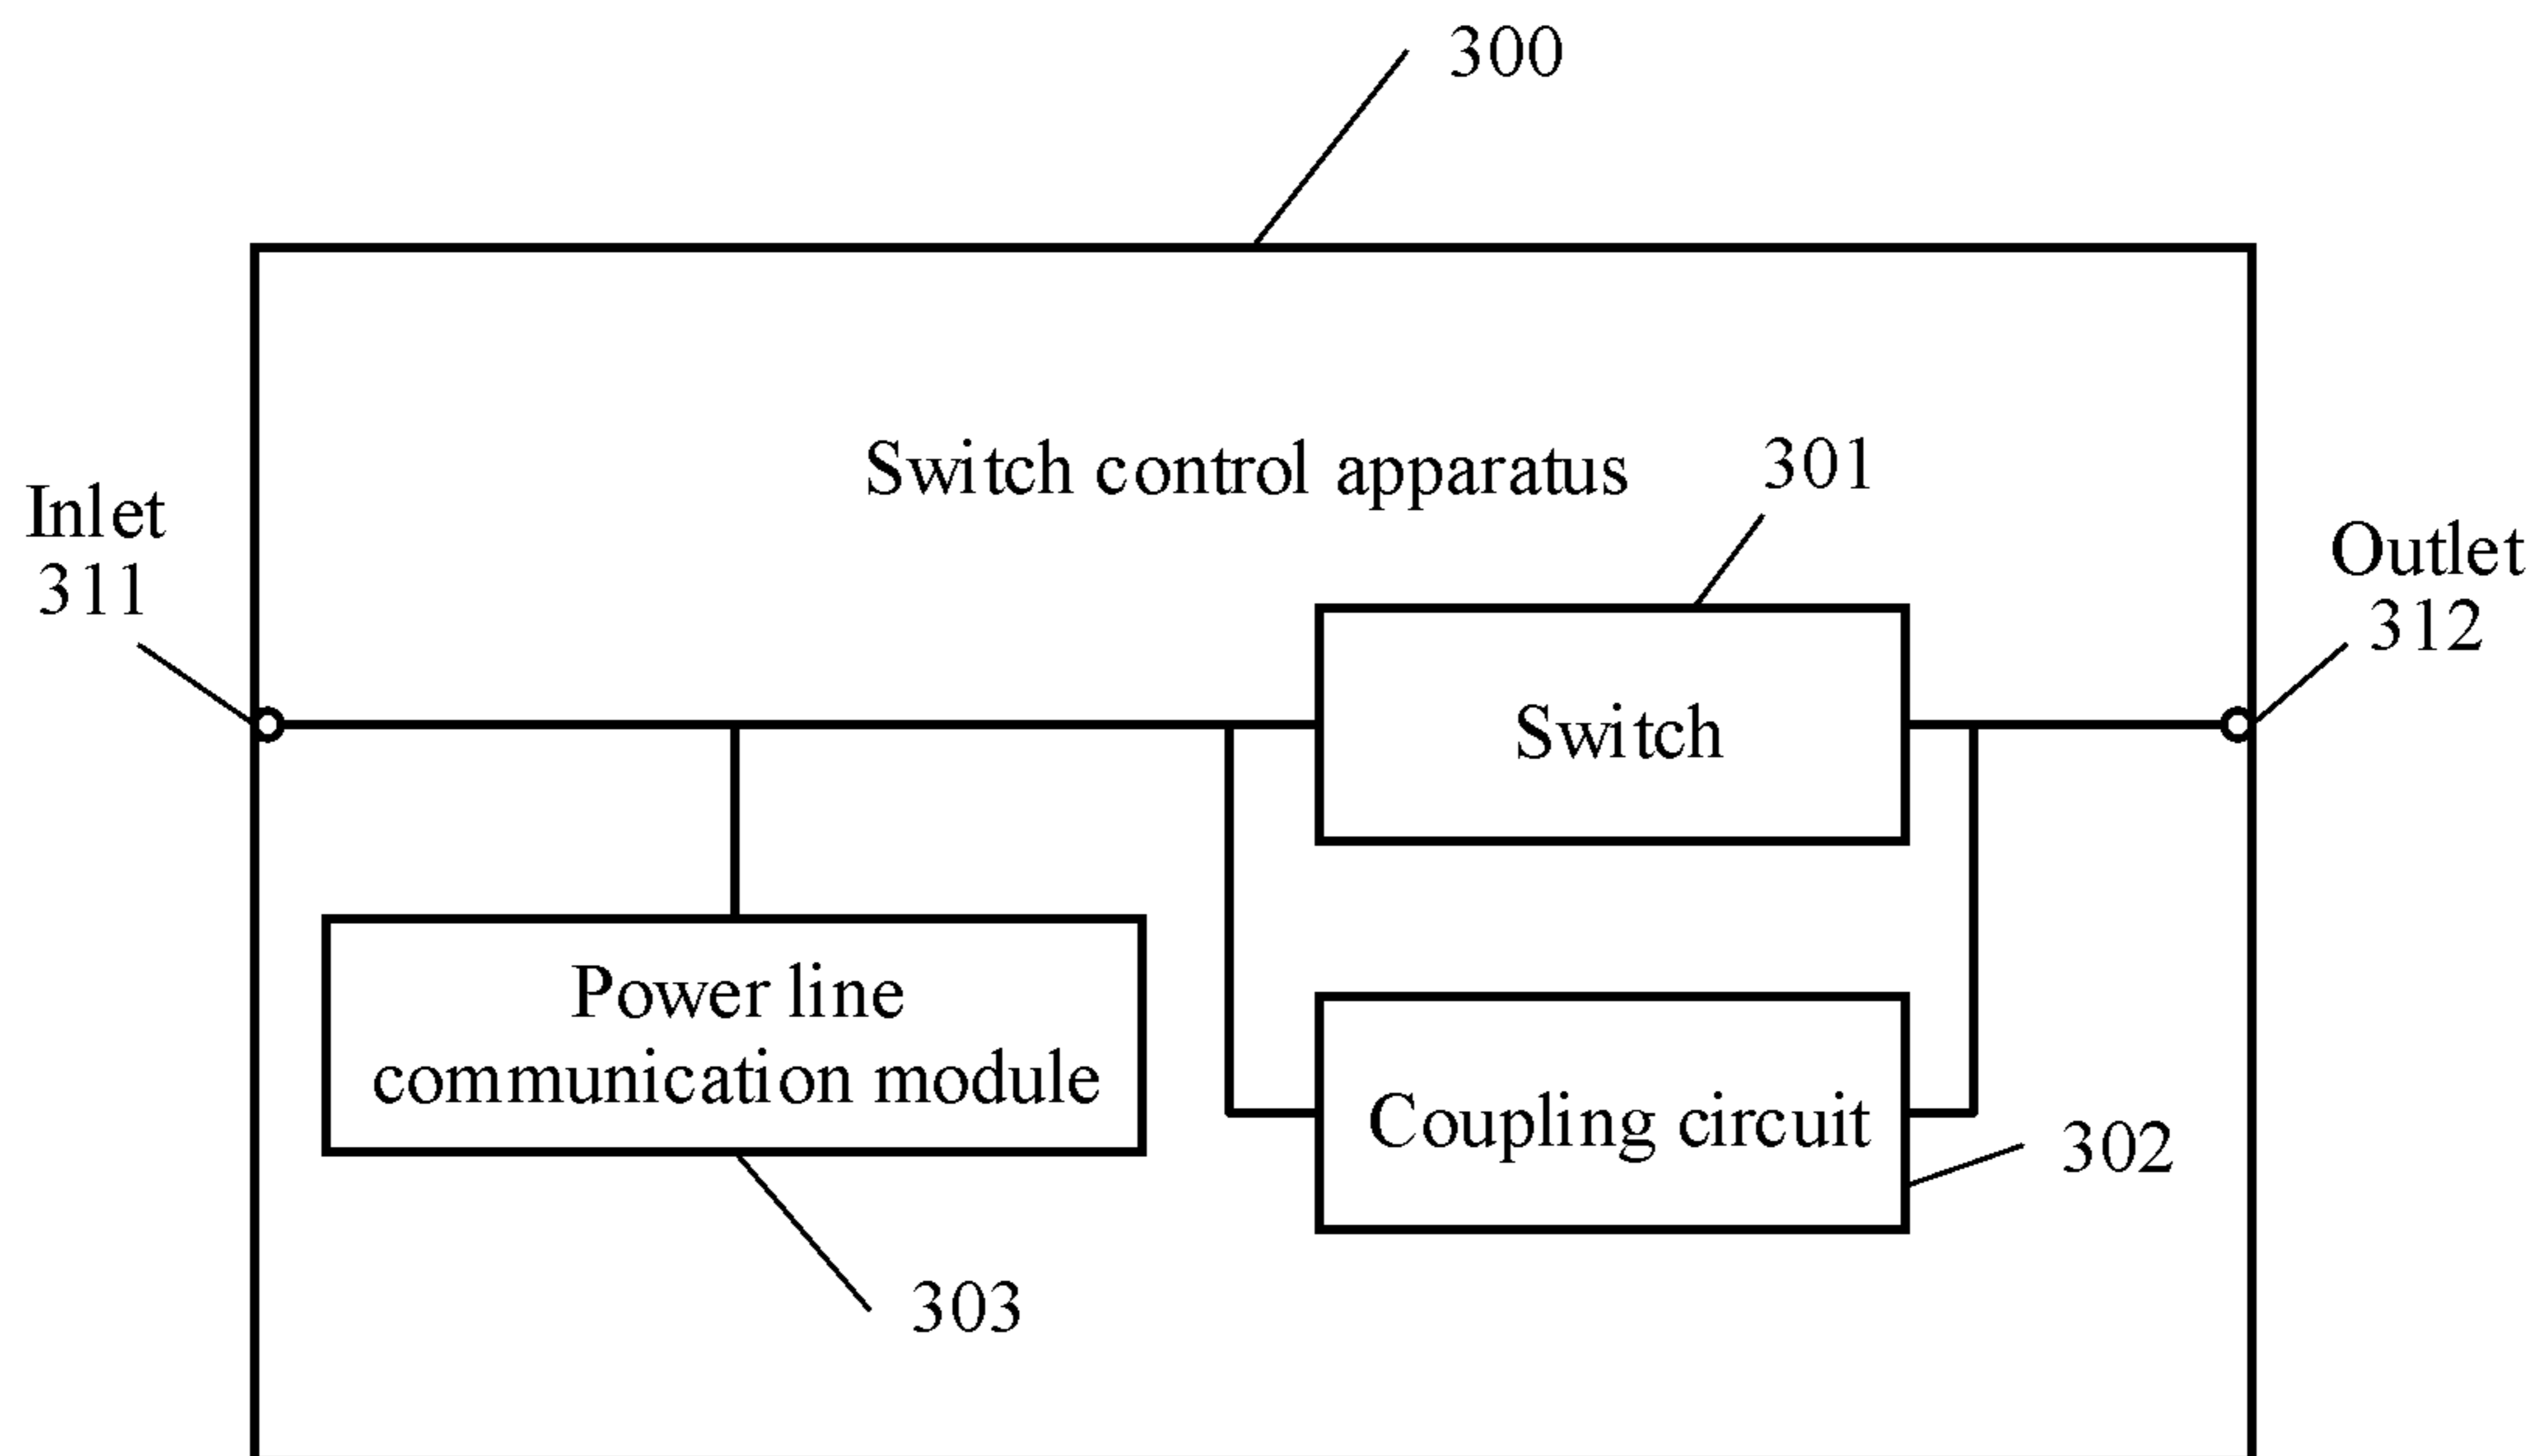 300
Switch control apparatus
301
Inlet
311
Outlet
312
Switch
Power line
communication module
Coupling circuit
302
303